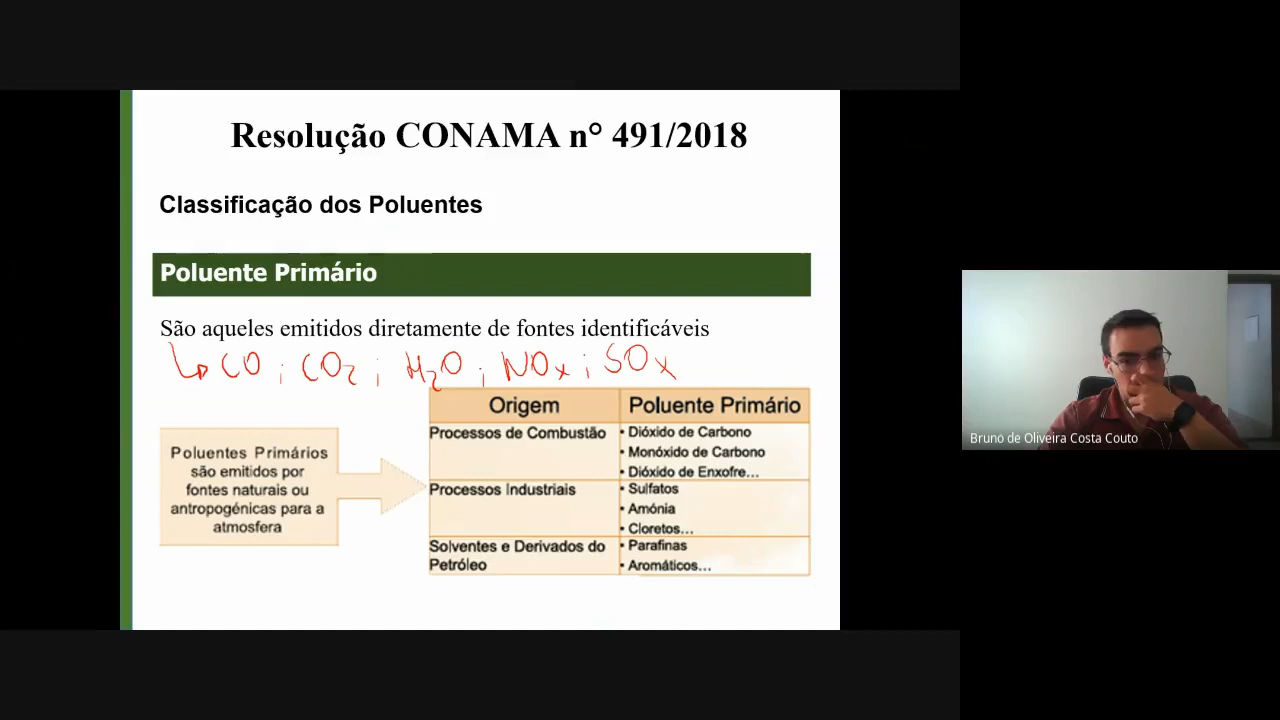 Resolução CONAMA n° 491/2018
Classificação dos Poluentes
Poluente Primário
São aqueles emitidos diretamente de fontes identificáveis
↳ CO ; CO2 ; H2O ; NOx ; SOx
Poluentes Primários
são emitidos por
fontes naturais ou
antropogénicas para a
atmosfera
Origem
Poluente Primário
Processos de Combustão
• Dióxido de Carbono
• Monóxido de Carbono
• Dióxido de Enxofre...
Processos Industriais
• Sulfatos
• Amónia
• Cloretos...
Solventes e Derivados do
Petróleo
• Parafinas
• Aromáticos...
Bruno de Oliveira Costa Couto